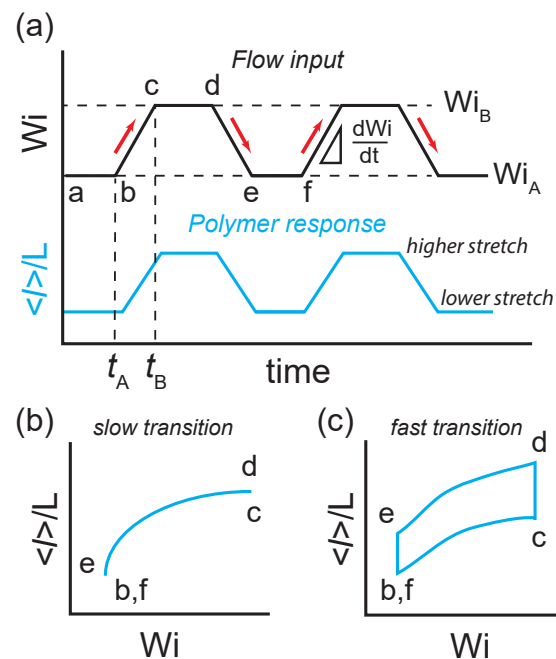 (a)
Flow input
c
d
Wi_B
Wi
dWi
dt
a
b
e
f
Wi_A
Polymer response
<l>/L
higher stretch
lower stretch
t_A
t_B
time
(b)
slow transition
<l>/L
d
c
e
b,f
Wi
(c)
fast transition
<l>/L
d
e
c
b,f
Wi